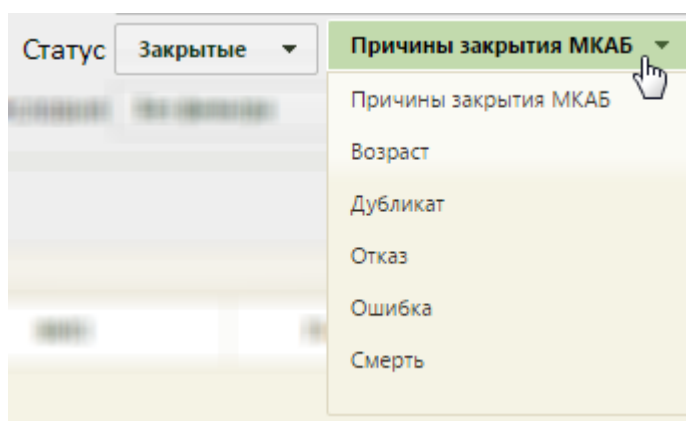 Статус Закрытые Причины закрытия МКАБ
Причины закрытия МКАБ
Возраст
Дубликат
Отказ
Ошибка
Смерть